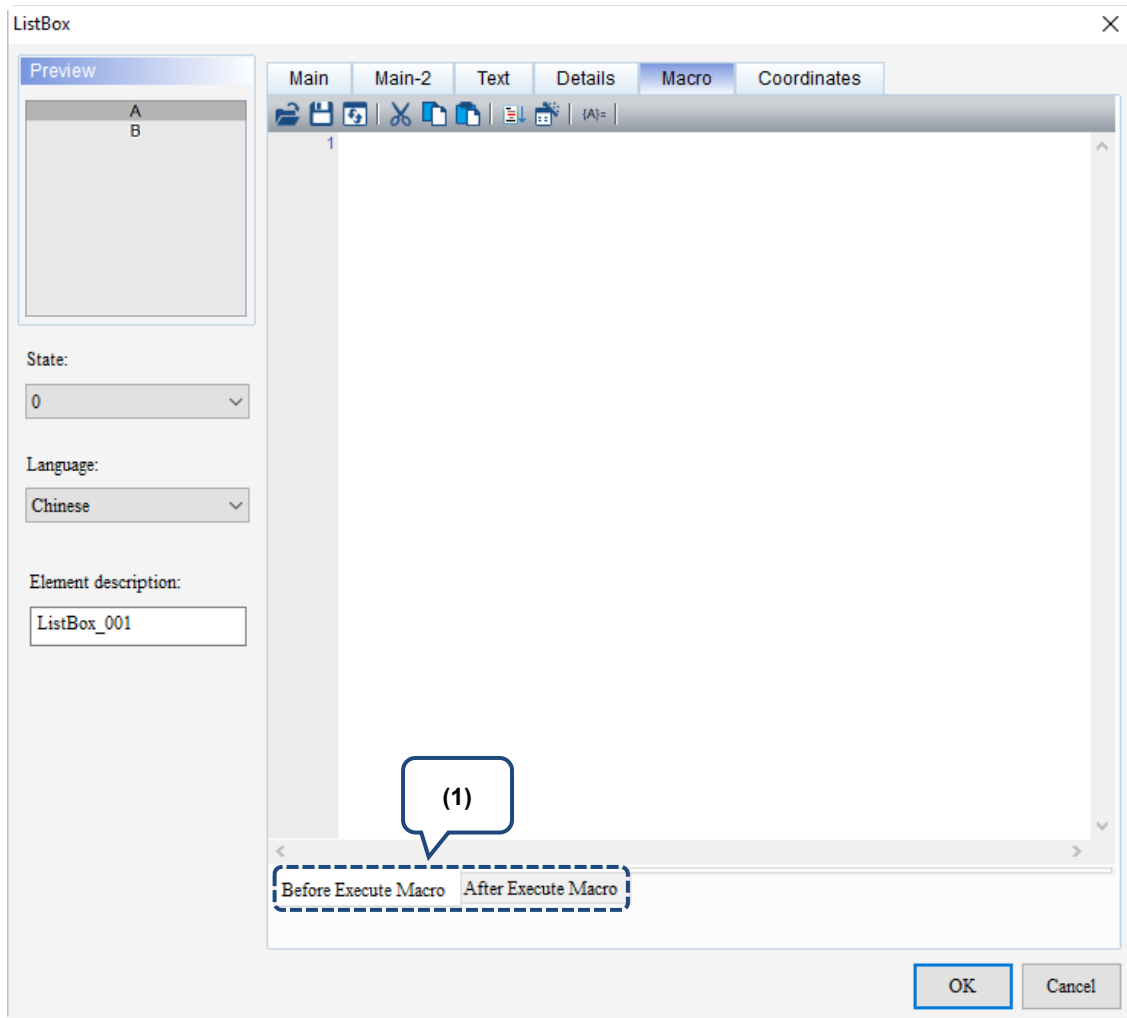 ListBox
Preview
A
B
State:
0
Language:
Chinese
Element description:
ListBox_001
Main Main-2 Text Details Macro Coordinates
{A}=
1
(1)
Before Execute Macro After Execute Macro
OK Cancel